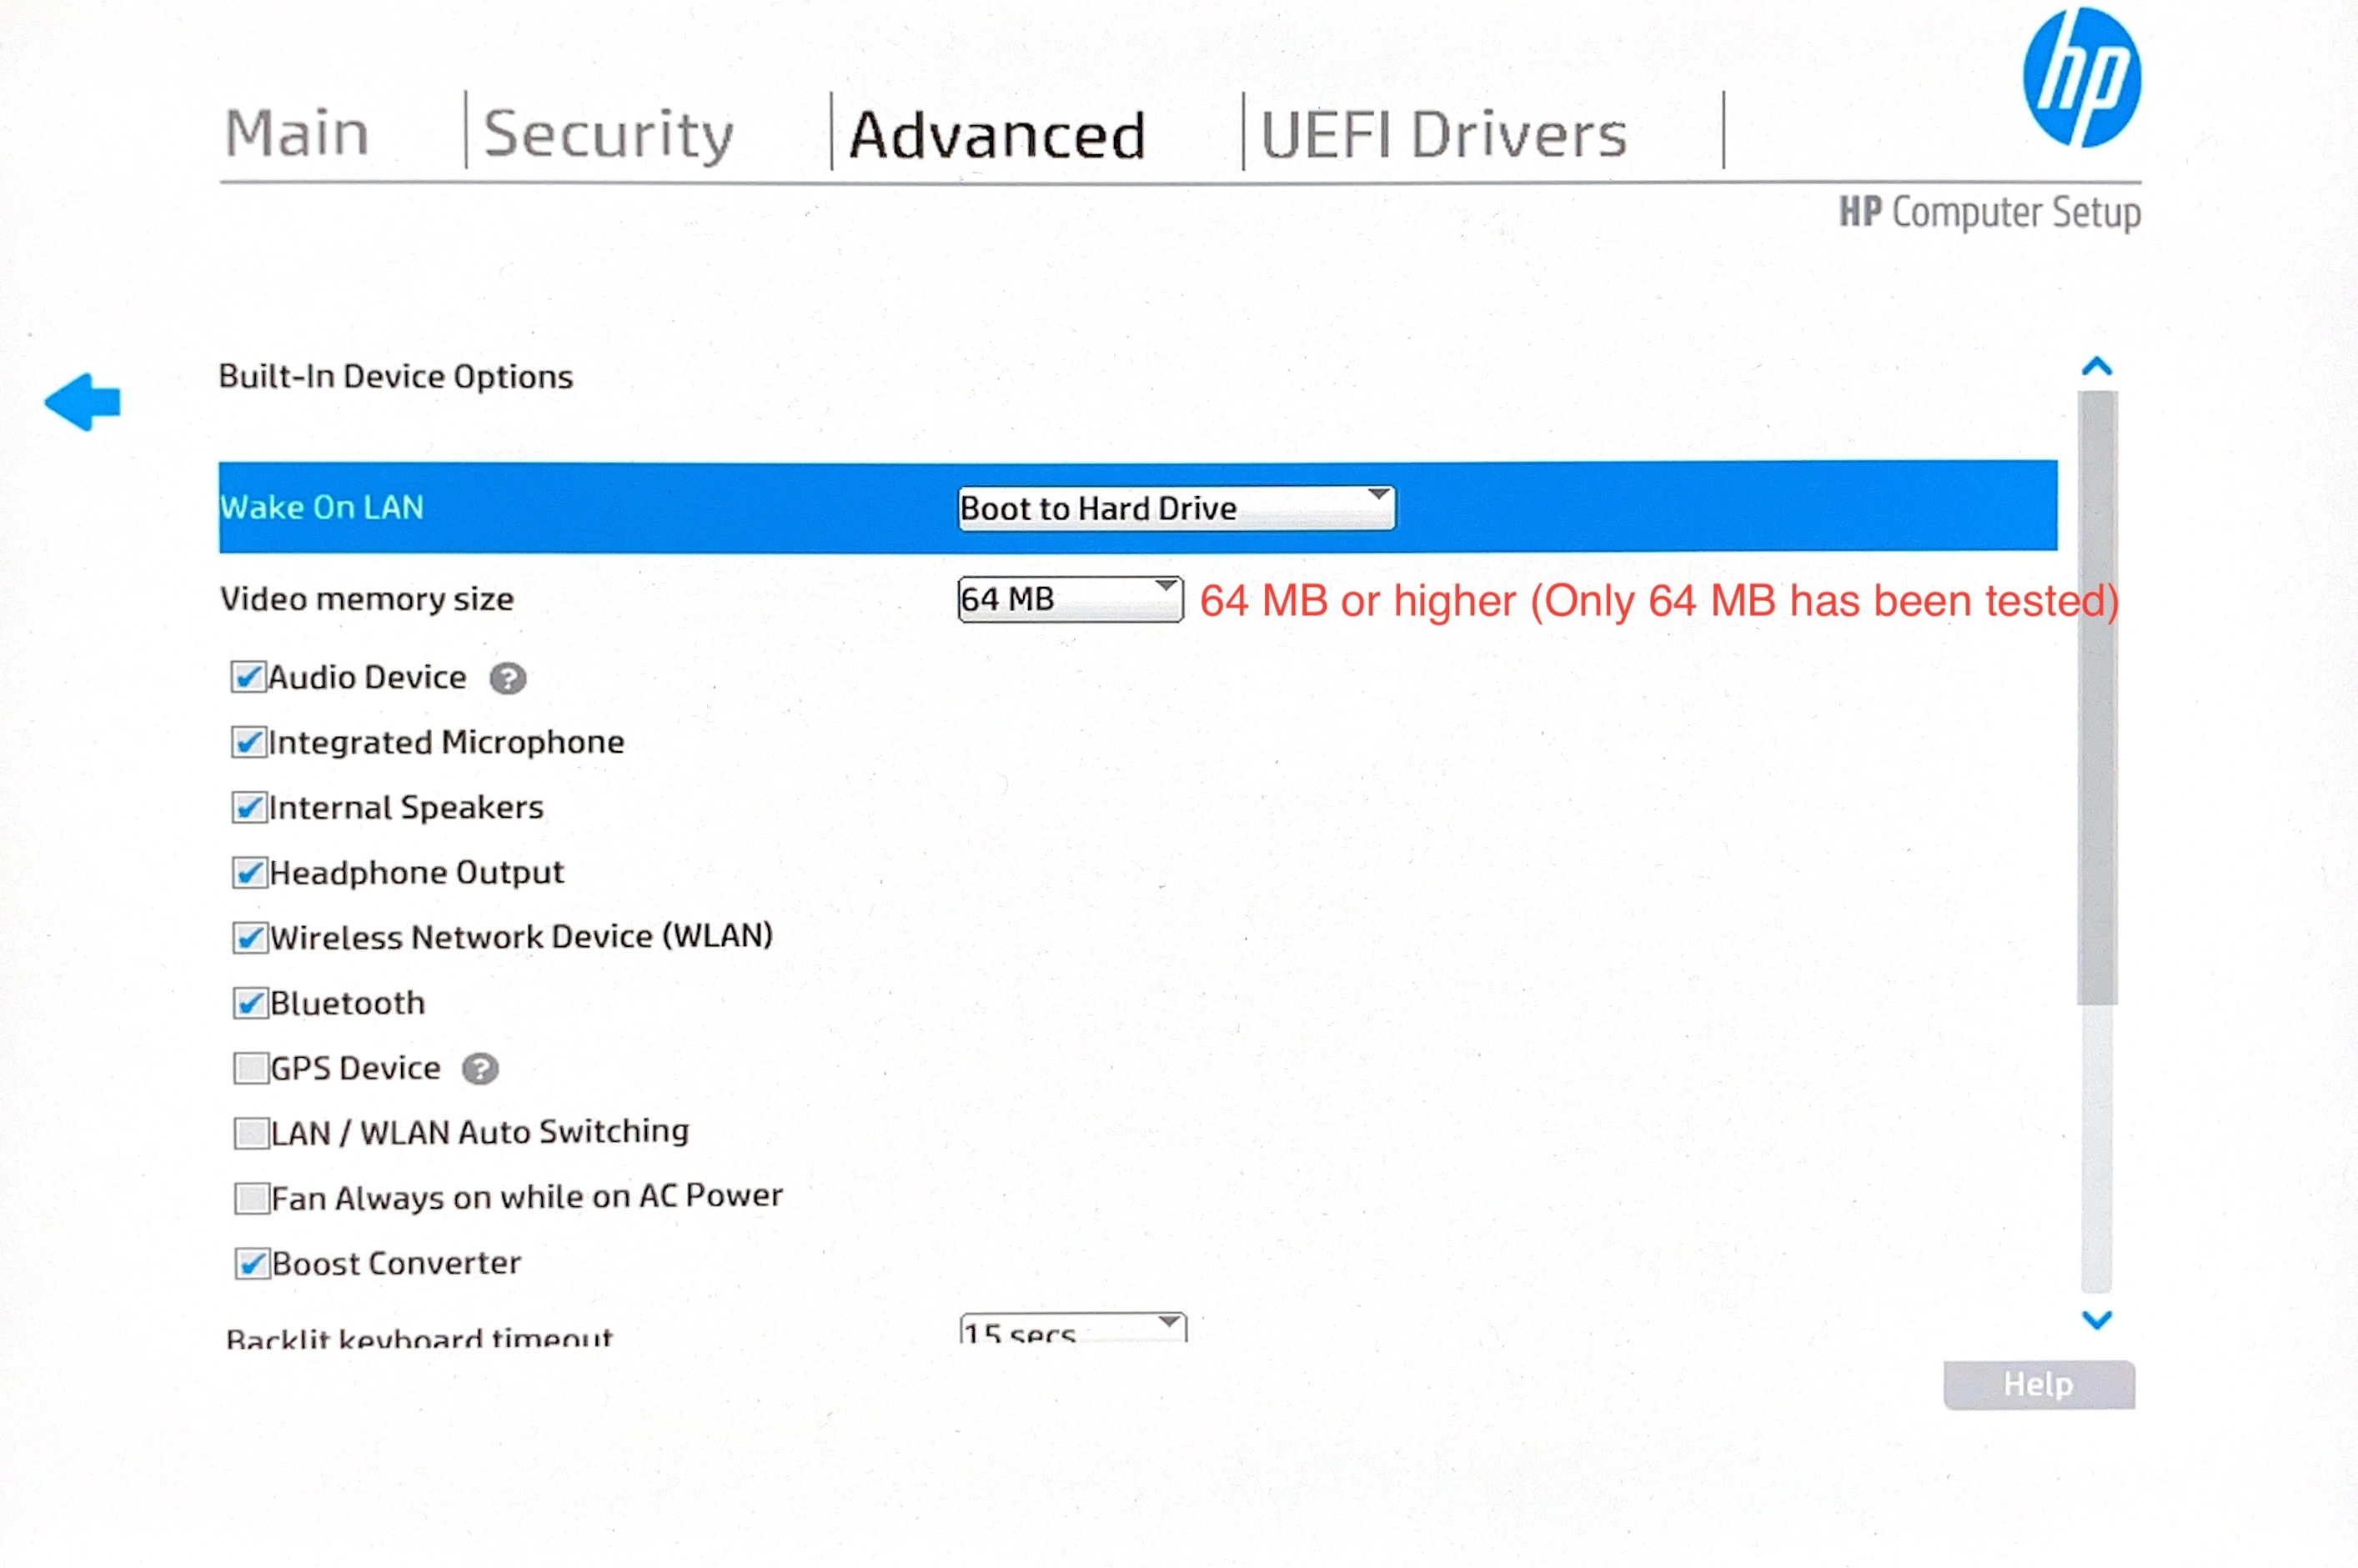 hp
Main Security Advanced UEFI Drivers
HP Computer Setup
Built-In Device Options
Wake On LAN Boot to Hard Drive
Video memory size 64 MB 64 MB or higher (Only 64 MB has been tested)
Audio Device ?
Integrated Microphone
Internal Speakers
Headphone Output
Wireless Network Device (WLAN)
Bluetooth
GPS Device ?
LAN / WLAN Auto Switching
Fan Always on while on AC Power
Boost Converter
Backlit keyboard timeout 15 secs
Help